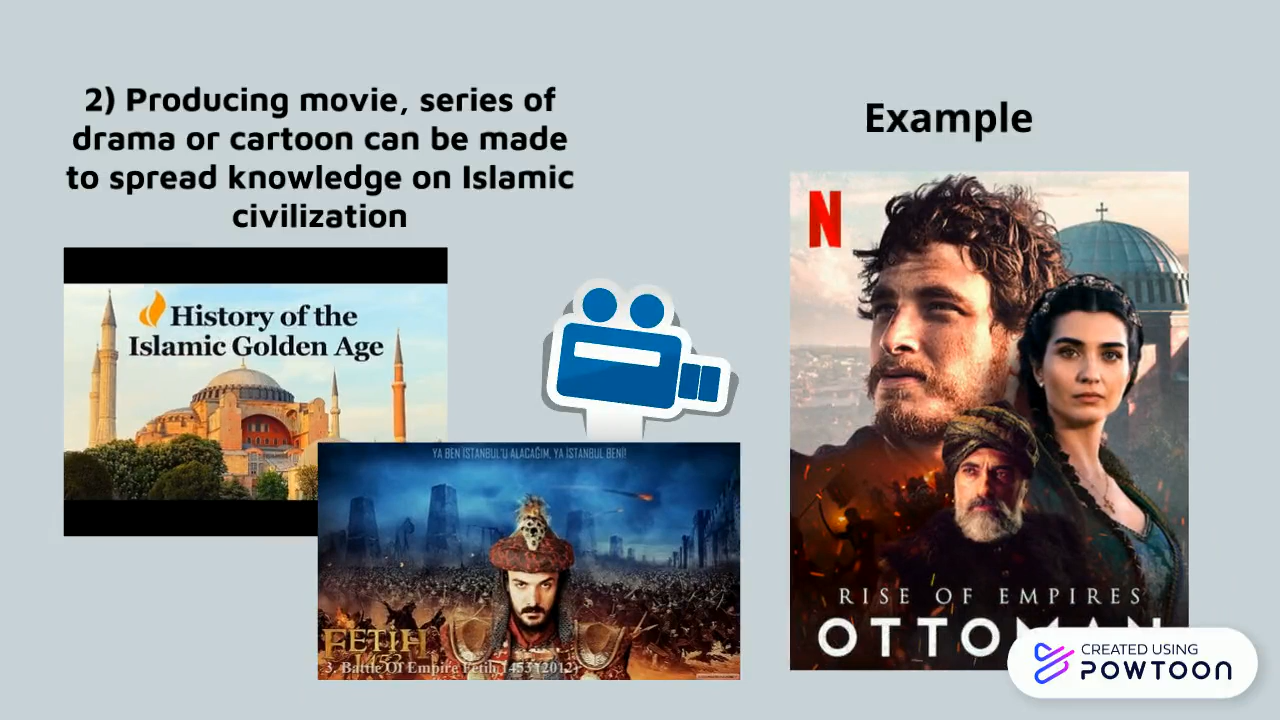 2) Producing movie, series of
drama or cartoon can be made
to spread knowledge on Islamic
civilization
Example
History of the
Islamic Golden Age
YA BEN İSTANBUL'U ALACAĞIM, YA İSTANBUL BENİ!
FETİH
1453
3. Battle Of Empire Fetih 1453 (2012)
N
RISE OF EMPIRES
OTTOMAN
CREATED USING
POWTOON